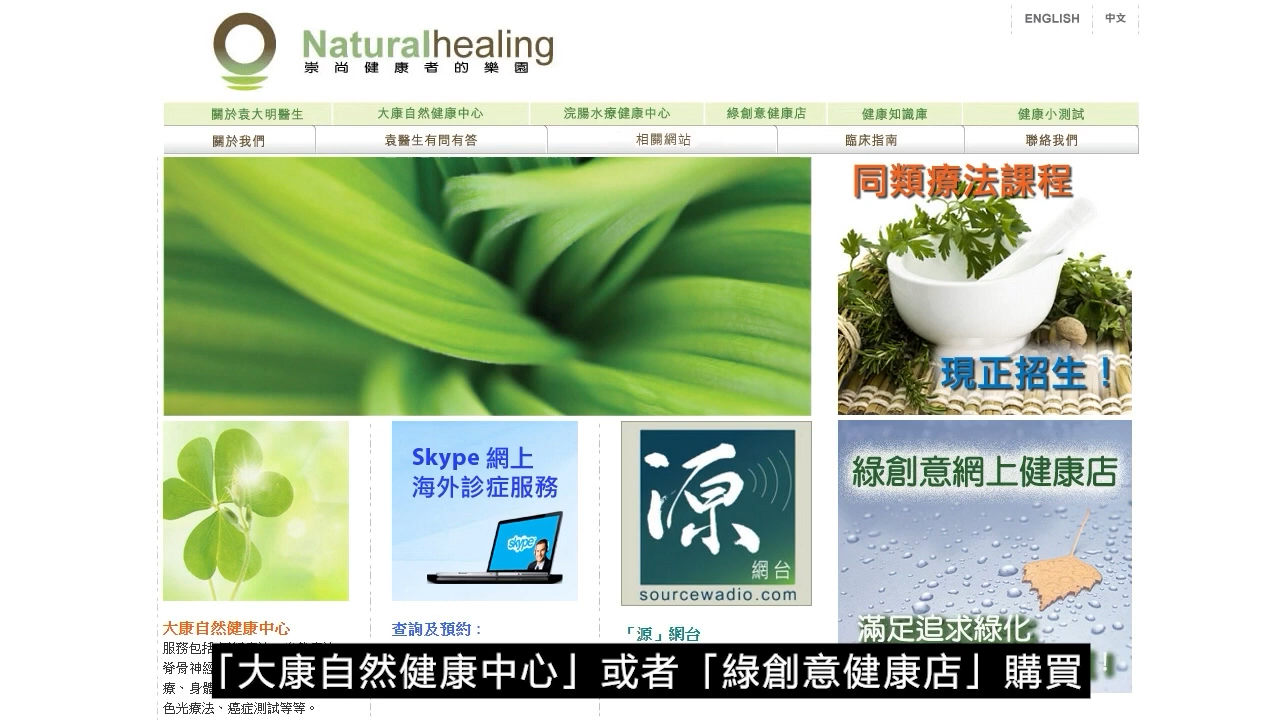 ENGLISH
中文
Naturalhealing
崇尚健康者的樂園
關於袁大明醫生
大康自然健康中心
浣腸水療健康中心
綠創意健康店
健康知識庫
健康小測試
關於我們
袁醫生有問有答
相關網站
臨床指南
聯絡我們
同類療法課程
現正招生！
Skype 網上
海外診症服務
skype
源
網台
sourcewadio.com
綠創意網上健康店
滿足追求綠化
大康自然健康中心
服務包括
脊骨神經
療、身體
色光療法、癌症測試等等。
查詢及預約：
「源」網台
「大康自然健康中心」或者「綠創意健康店」購買